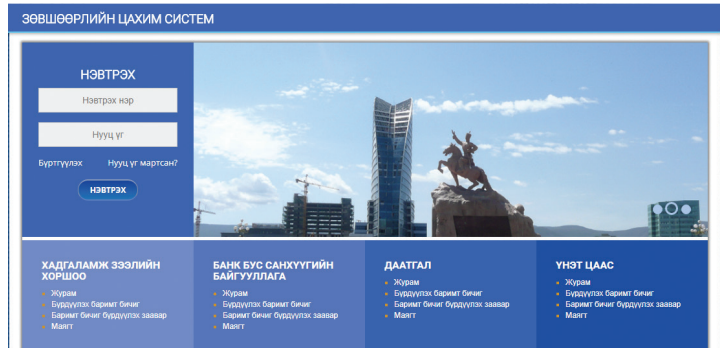 ЗӨВШӨӨРЛИЙН ЦАХИМ СИСТЕМ
НЭВТРЭХ
Нэвтрэх нэр
Нууц үг
Бүртгүүлэх Нууц үг мартсан?
НЭВТРЭХ
ХАДГАЛАМЖ ЗЭЭЛИЙН
ХОРШОО
Журам
Бүрдүүлэх баримт бичиг
Баримт бичиг бүрдүүлэх заавар
Маягт
БАНК БУС САНХҮҮГИЙН
БАЙГУУЛЛАГА
Журам
Бүрдүүлэх баримт бичиг
Баримт бичиг бүрдүүлэх заавар
Маягт
ДААТГАЛ
Журам
Бүрдүүлэх баримт бичиг
Баримт бичиг бүрдүүлэх заавар
Маягт
ҮНЭТ ЦААС
Журам
Бүрдүүлэх баримт бичиг
Баримт бичиг бүрдүүлэх заавар
Маягт